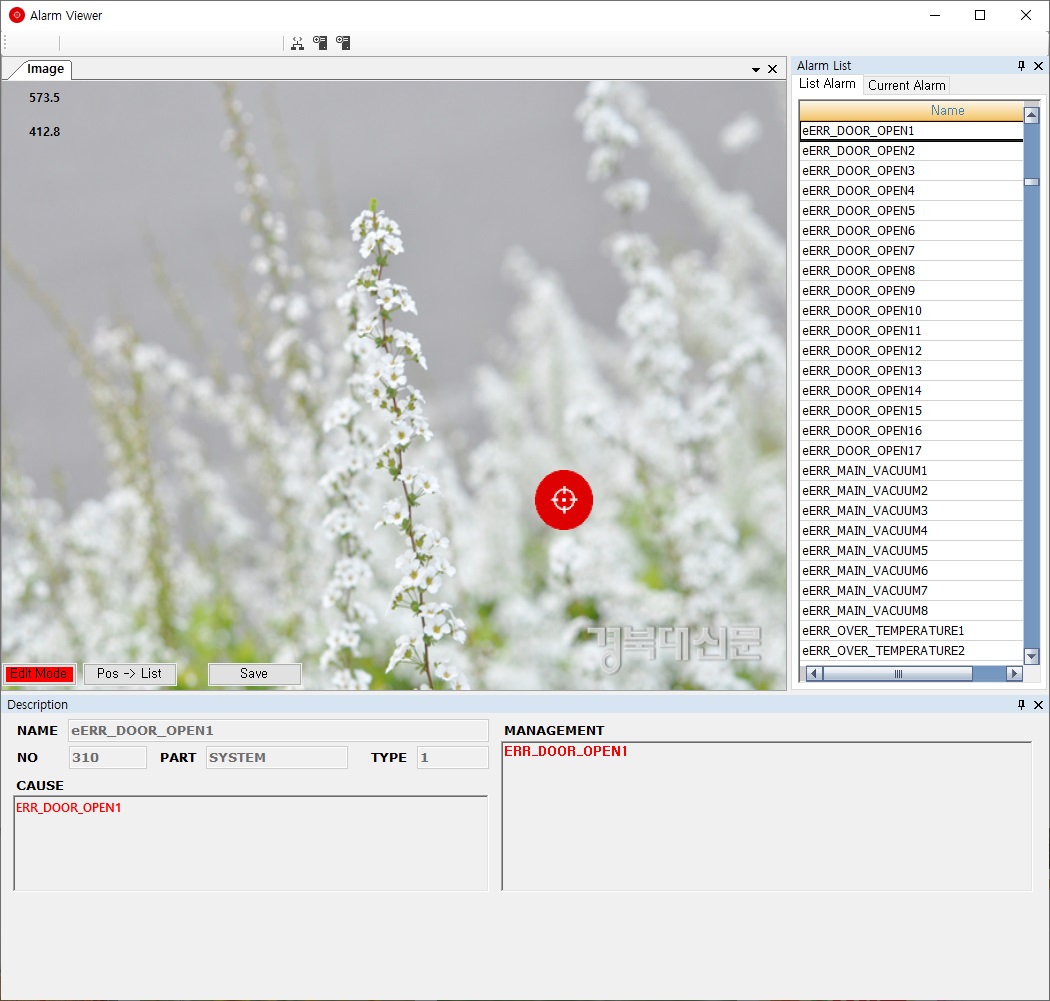 Alarm Viewer
Image
573.5
412.8
경북대신문
Edit Mode
Pos -> List
Save
Alarm List
List Alarm
Current Alarm
Name
eERR_DOOR_OPEN1
eERR_DOOR_OPEN2
eERR_DOOR_OPEN3
eERR_DOOR_OPEN4
eERR_DOOR_OPEN5
eERR_DOOR_OPEN6
eERR_DOOR_OPEN7
eERR_DOOR_OPEN8
eERR_DOOR_OPEN9
eERR_DOOR_OPEN10
eERR_DOOR_OPEN11
eERR_DOOR_OPEN12
eERR_DOOR_OPEN13
eERR_DOOR_OPEN14
eERR_DOOR_OPEN15
eERR_DOOR_OPEN16
eERR_DOOR_OPEN17
eERR_MAIN_VACUUM1
eERR_MAIN_VACUUM2
eERR_MAIN_VACUUM3
eERR_MAIN_VACUUM4
eERR_MAIN_VACUUM5
eERR_MAIN_VACUUM6
eERR_MAIN_VACUUM7
eERR_MAIN_VACUUM8
eERR_OVER_TEMPERATURE1
eERR_OVER_TEMPERATURE2
Description
NAME eERR_DOOR_OPEN1
NO 310 PART SYSTEM TYPE 1
CAUSE
ERR_DOOR_OPEN1
MANAGEMENT
ERR_DOOR_OPEN1